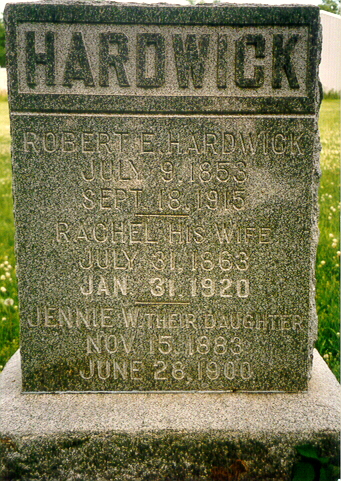 HARDWICK
ROBERT E. HARDWICK
JULY 9, 1853
SEPT. 18, 1915
RACHEL HIS WIFE
JULY 31, 1863
JAN. 31, 1920
JENNIE W. THEIR DAUGHTER
NOV. 15, 1883
JUNE 28, 1900